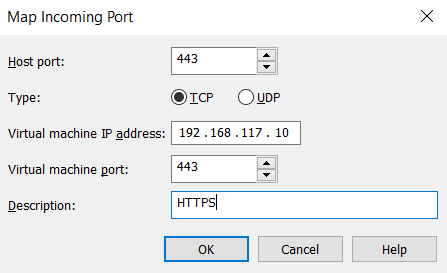 Map Incoming Port
Host port: 443
Type: TCP UDP
Virtual machine IP address: 192 . 168 . 117 . 10
Virtual machine port: 443
Description: HTTPS
OK Cancel Help